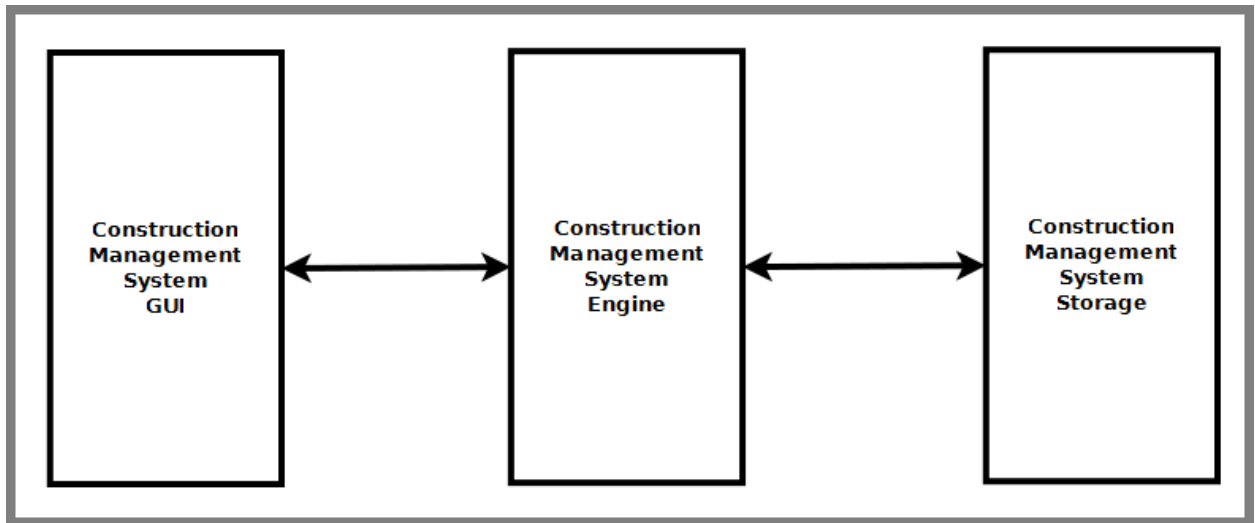 Construction
Management
System
GUI
Construction
Management
System
Engine
Construction
Management
System
Storage